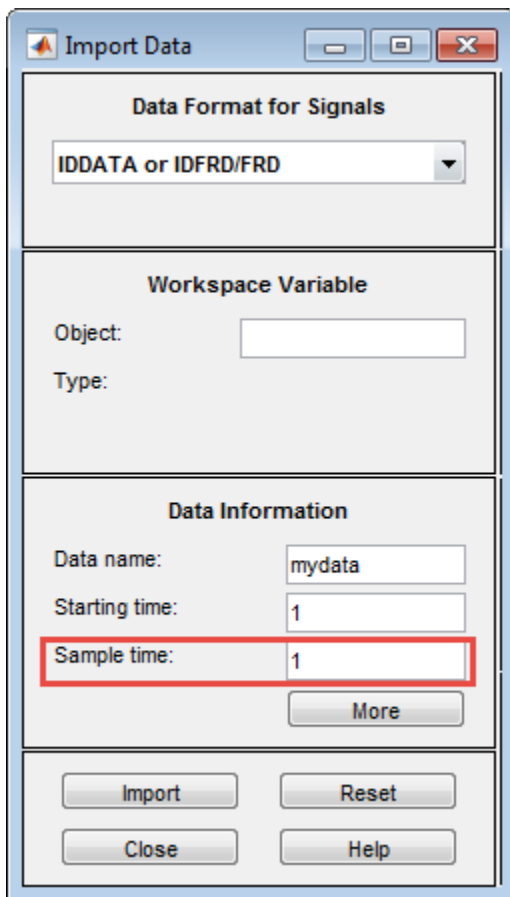 Import Data
Data Format for Signals
IDDATA or IDFRD/FRD
Workspace Variable
Object:
Type:
Data Information
Data name: mydata
Starting time: 1
Sample time: 1
More
Import Reset
Close Help